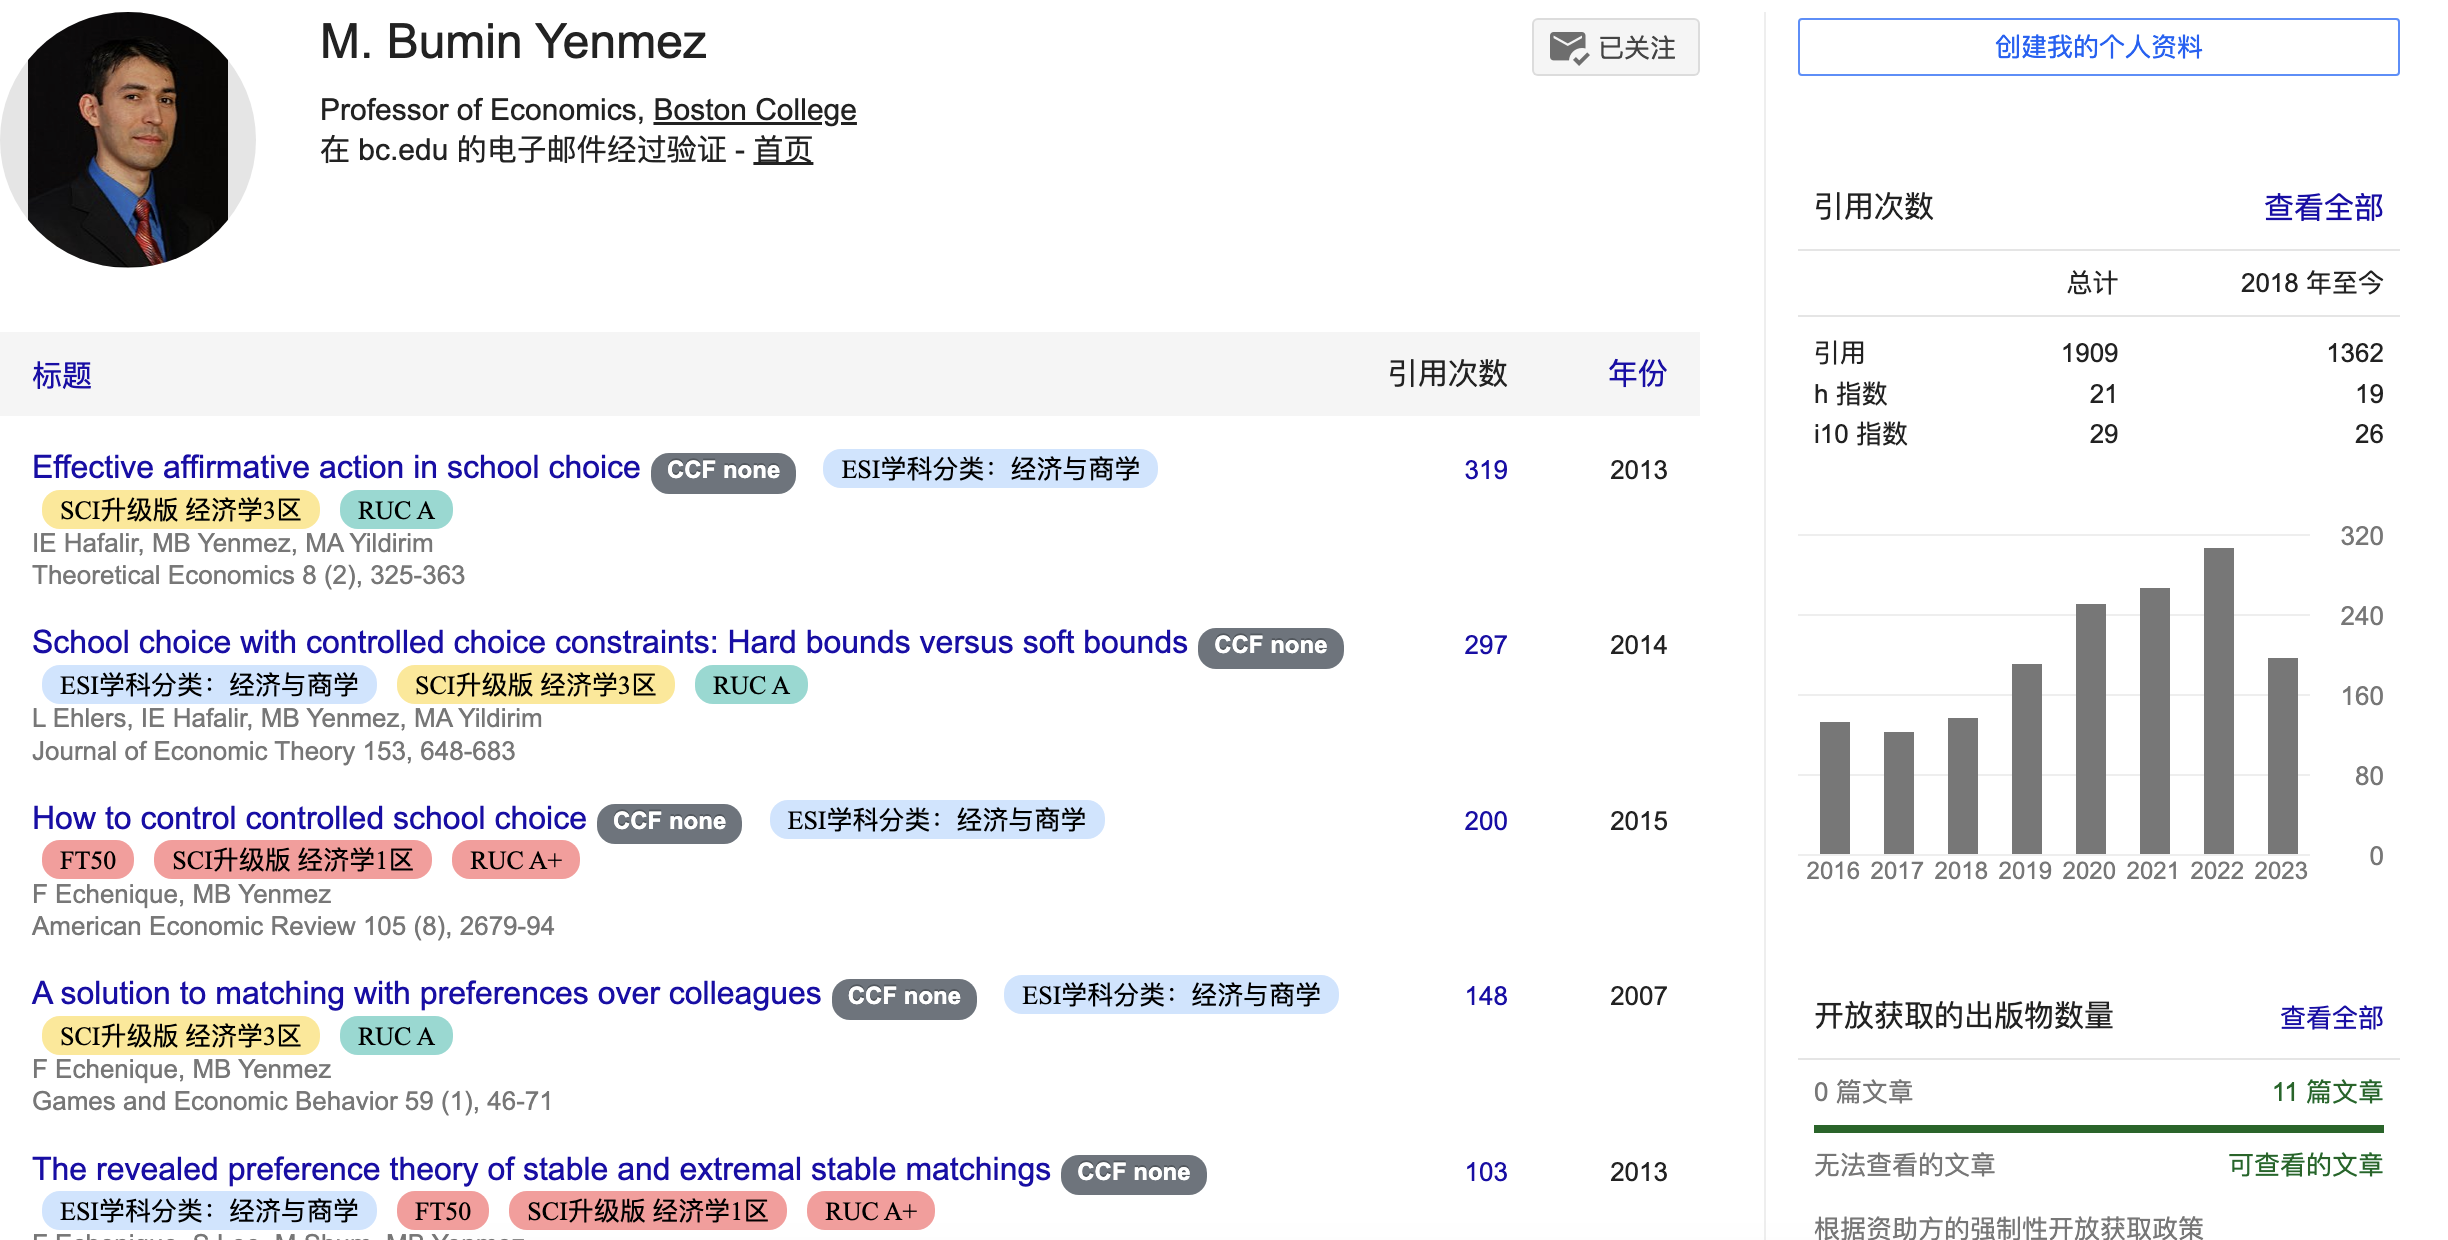 M. Bumin Yenmez
已关注
Professor of Economics, Boston College
在 bc.edu 的电子邮件经过验证 - 首页
标题 引用次数 年份
Effective affirmative action in school choice CCF none ESI学科分类：经济与商学 319 2013
SCI升级版 经济学3区 RUC A
IE Hafalir, MB Yenmez, MA Yildirim
Theoretical Economics 8 (2), 325-363
School choice with controlled choice constraints: Hard bounds versus soft bounds CCF none 297 2014
ESI学科分类：经济与商学 SCI升级版 经济学3区 RUC A
L Ehlers, IE Hafalir, MB Yenmez, MA Yildirim
Journal of Economic Theory 153, 648-683
How to control controlled school choice CCF none ESI学科分类：经济与商学 200 2015
FT50 SCI升级版 经济学1区 RUC A+
F Echenique, MB Yenmez
American Economic Review 105 (8), 2679-94
A solution to matching with preferences over colleagues CCF none ESI学科分类：经济与商学 148 2007
SCI升级版 经济学3区 RUC A
F Echenique, MB Yenmez
Games and Economic Behavior 59 (1), 46-71
The revealed preference theory of stable and extremal stable matchings CCF none 103 2013
ESI学科分类：经济与商学 FT50 SCI升级版 经济学1区 RUC A+
创建我的个人资料
引用次数 查看全部
总计 2018 年至今
引用 1909 1362
h 指数 21 19
i10 指数 29 26
320
240
160
80
0
2016 2017 2018 2019 2020 2021 2022 2023
开放获取的出版物数量 查看全部
0 篇文章 11 篇文章
无法查看的文章 可查看的文章
根据资助方的强制性开放获取政策